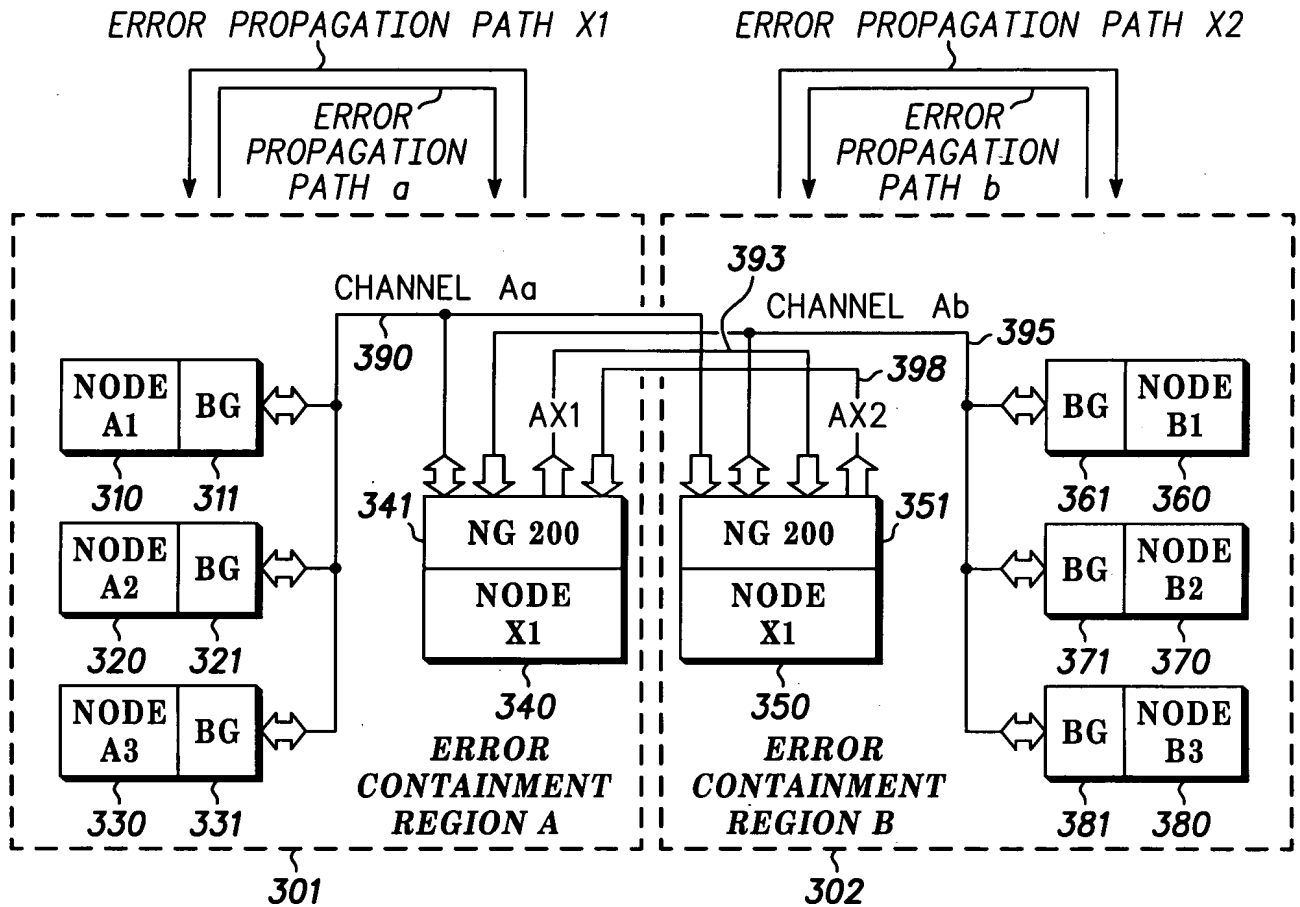 ERROR PROPAGATION PATH X1
ERROR PROPAGATION PATH X2
ERROR
PROPAGATION
PATH a
ERROR
PROPAGATION
PATH b
393
CHANNEL Aa
CHANNEL Ab
390
395
398
NODE
A1
BG
AX1
AX2
BG
NODE
B1
310
311
361
360
341
NG 200
NG 200
351
NODE
A2
BG
NODE
X1
NODE
X1
BG
NODE
B2
320
321
371
370
340
350
NODE
A3
BG
BG
NODE
B3
330
331
381
380
ERROR
CONTAINMENT
REGION A
ERROR
CONTAINMENT
REGION B
301
302